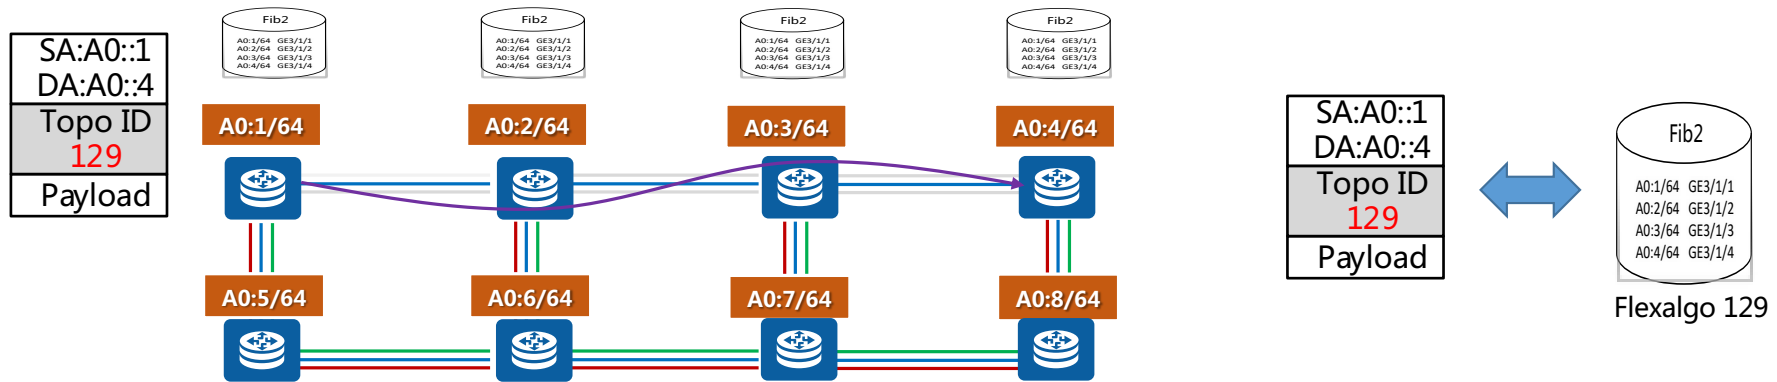 SA:A0::1
DA:A0::4
Topo ID
129
Payload
Fib2
A0:1/64 GE3/1/1
A0:2/64 GE3/1/2
A0:3/64 GE3/1/3
A0:4/64 GE3/1/4
Fib2
A0:1/64 GE3/1/1
A0:2/64 GE3/1/2
A0:3/64 GE3/1/3
A0:4/64 GE3/1/4
Fib2
A0:1/64 GE3/1/1
A0:2/64 GE3/1/2
A0:3/64 GE3/1/3
A0:4/64 GE3/1/4
Fib2
A0:1/64 GE3/1/1
A0:2/64 GE3/1/2
A0:3/64 GE3/1/3
A0:4/64 GE3/1/4
A0:1/64
A0:2/64
A0:3/64
A0:4/64
A0:5/64
A0:6/64
A0:7/64
A0:8/64
SA:A0::1
DA:A0::4
Topo ID
129
Payload
Fib2
A0:1/64 GE3/1/1
A0:2/64 GE3/1/2
A0:3/64 GE3/1/3
A0:4/64 GE3/1/4
Flexalgo 129